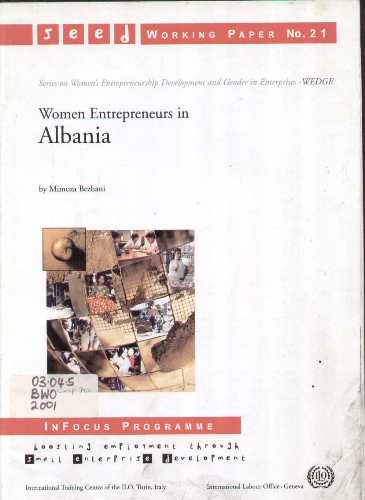 seed WORKING PAPER NO. 21
Series on Women's Entrepreneurship Development and Gender in Enterprises -WEDGE
Women Entrepreneurs in
Albania
by Mimoza Bezhani
03.04.5
BWO
2001
INFOCUS PROGRAMME
boosting employment through
small enterprise development
International Training Centre of the ILO, Turin, Italy
International Labour Office - Geneva